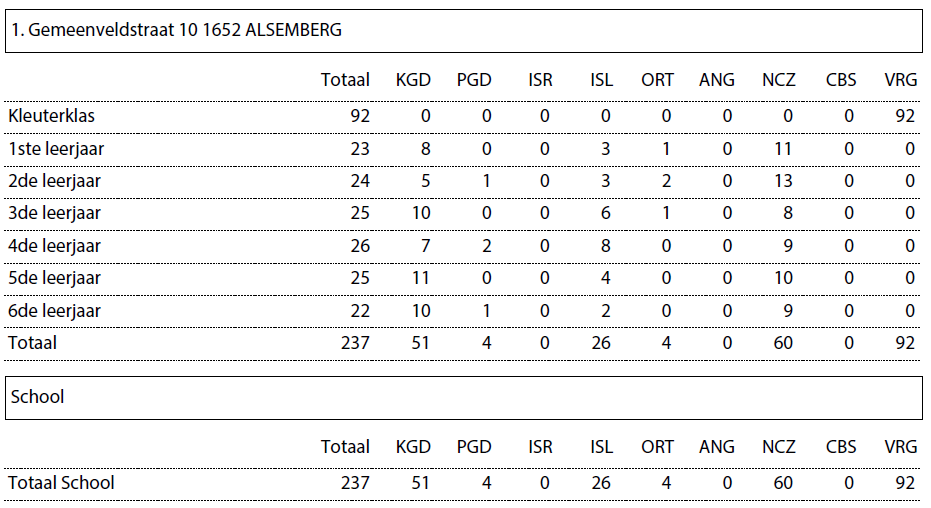 1. Gemeenveldstraat 10 1652 ALSEMBERG
Totaal KGD PGD ISR ISL ORT ANG NCZ CBS VRG
Kleuterklas 92 0 0 0 0 0 0 0 0 92
1ste leerjaar 23 8 0 0 3 1 0 11 0 0
2de leerjaar 24 5 1 0 3 2 0 13 0 0
3de leerjaar 25 10 0 0 6 1 0 8 0 0
4de leerjaar 26 7 2 0 8 0 0 9 0 0
5de leerjaar 25 11 0 0 4 0 0 10 0 0
6de leerjaar 22 10 1 0 2 0 0 9 0 0
Totaal 237 51 4 0 26 4 0 60 0 92
School
Totaal KGD PGD ISR ISL ORT ANG NCZ CBS VRG
Totaal School 237 51 4 0 26 4 0 60 0 92